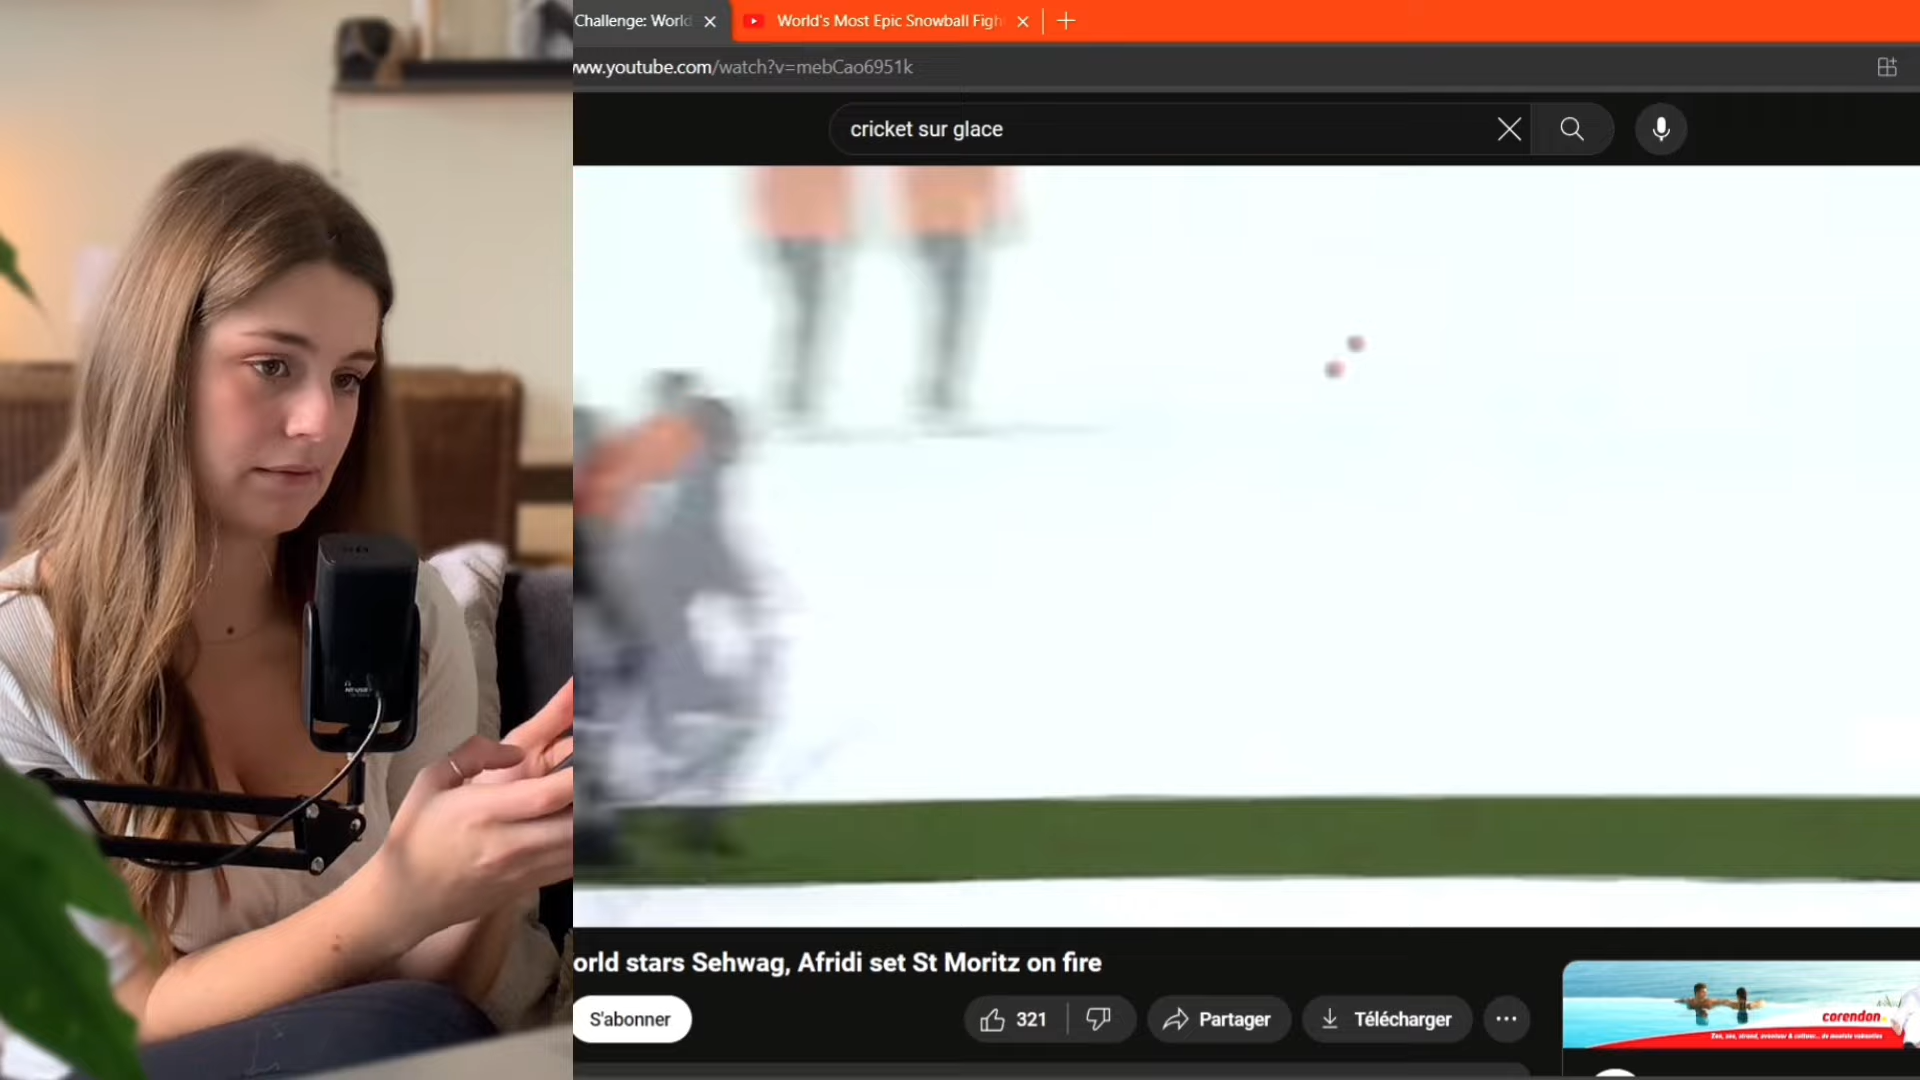 Challenge: World
World's Most Epic Snowball Figh
www.youtube.com/watch?v=mebCao6951k
cricket sur glace
orld stars Sehwag, Afridi set St Moritz on fire
S'abonner
321
Partager
Télécharger
corendon